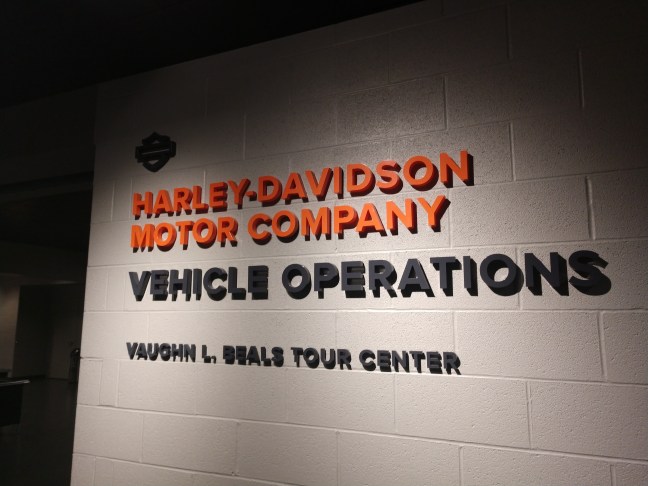 HARLEY-DAVIDSON
MOTOR COMPANY
VEHICLE OPERATIONS
VAUGHN L. BEALS TOUR CENTER